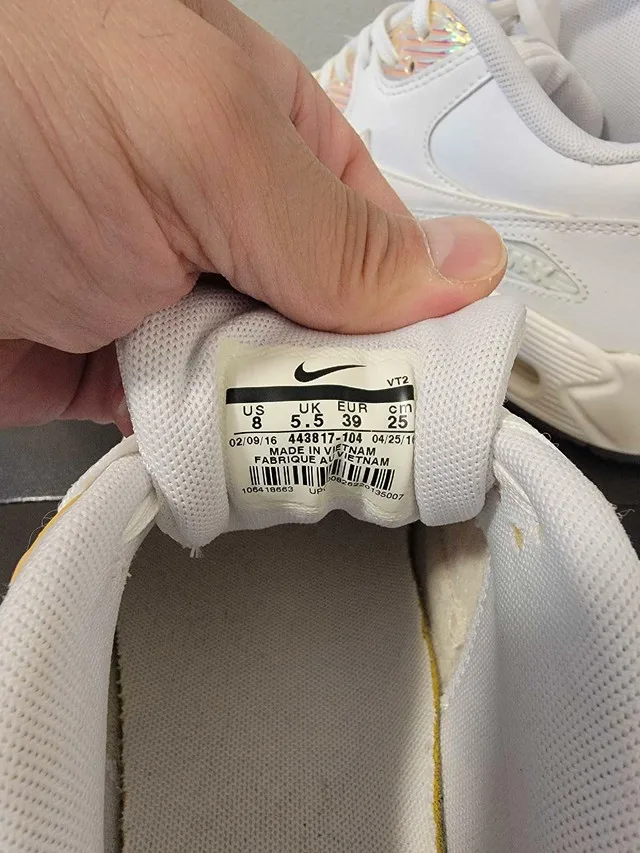 VT2
US UK EUR cm
8 5.5 39 25
02/09/16 443817-104 04/25/16
MADE IN VIETNAM
FABRIQUE AU VIETNAM
106418663